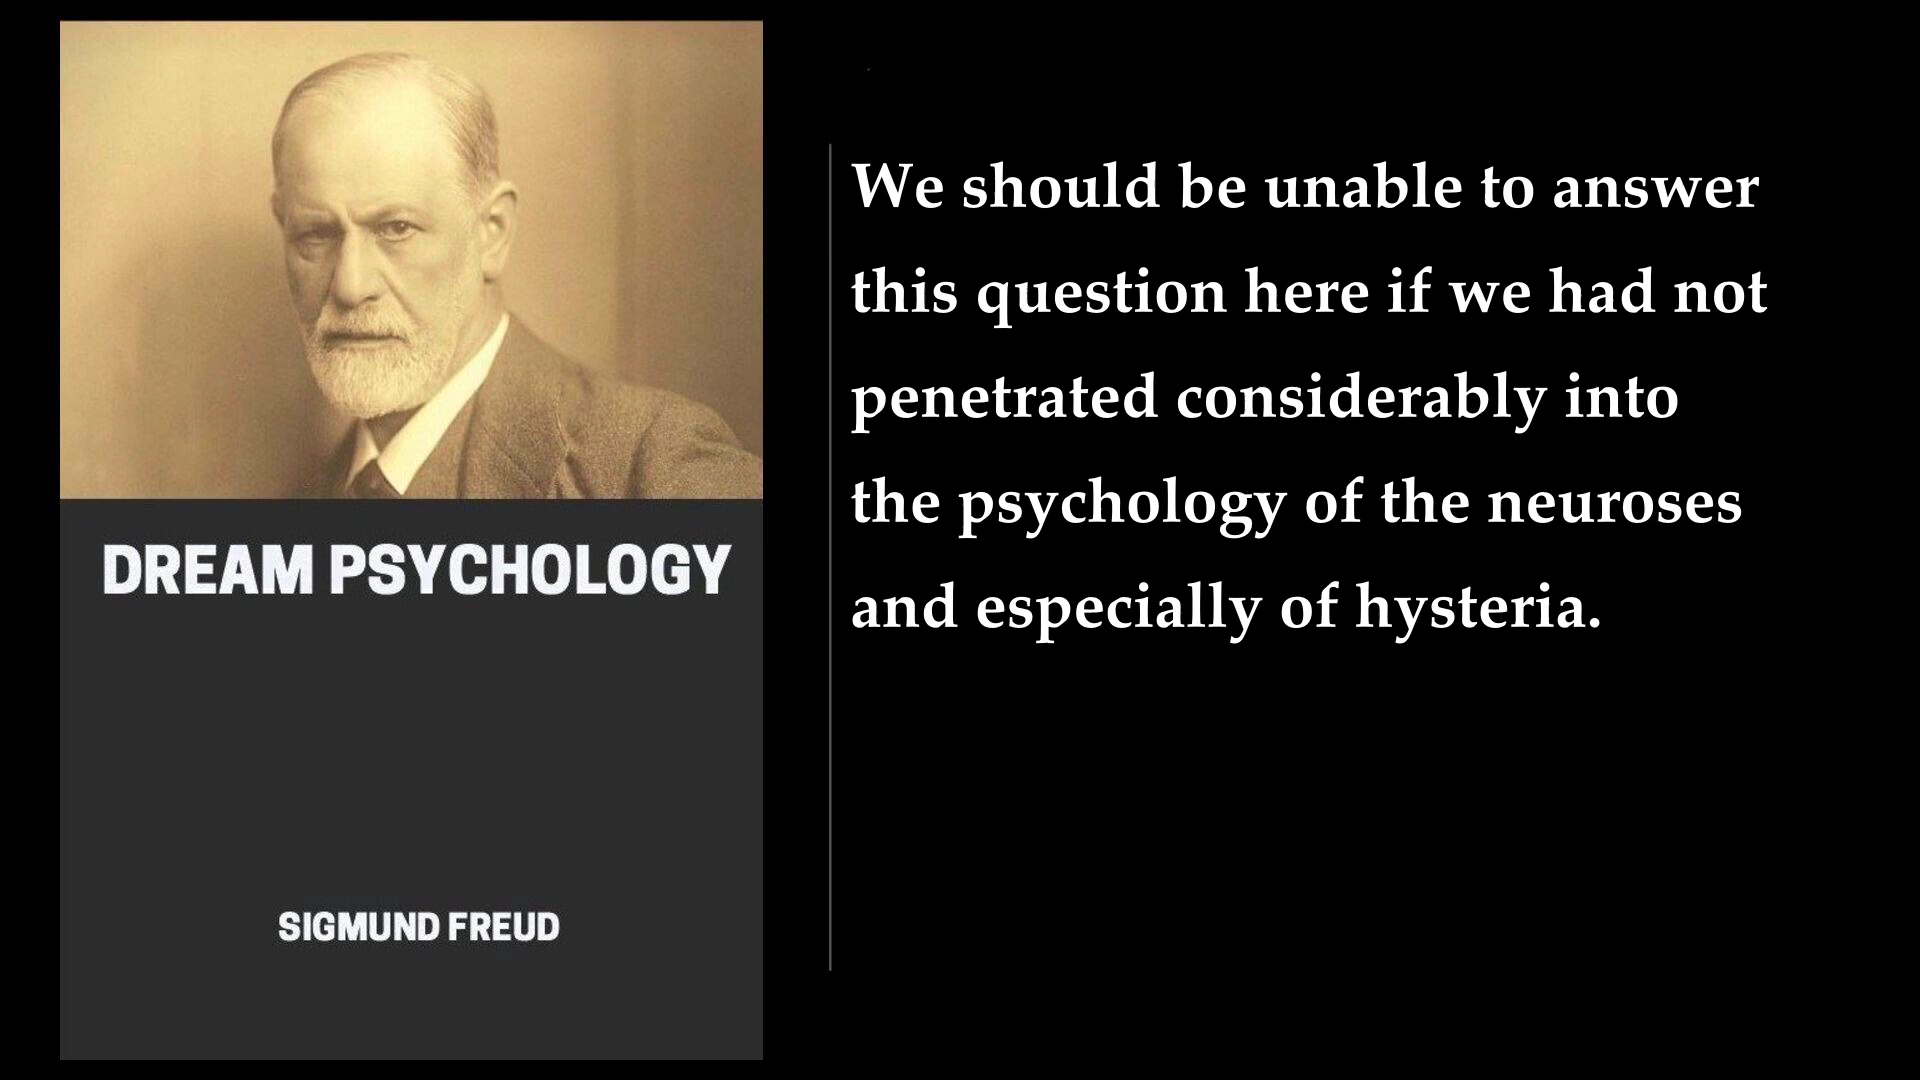 DREAM PSYCHOLOGY
SIGMUND FREUD
We should be unable to answer
this question here if we had not
penetrated considerably into
the psychology of the neuroses
and especially of hysteria.